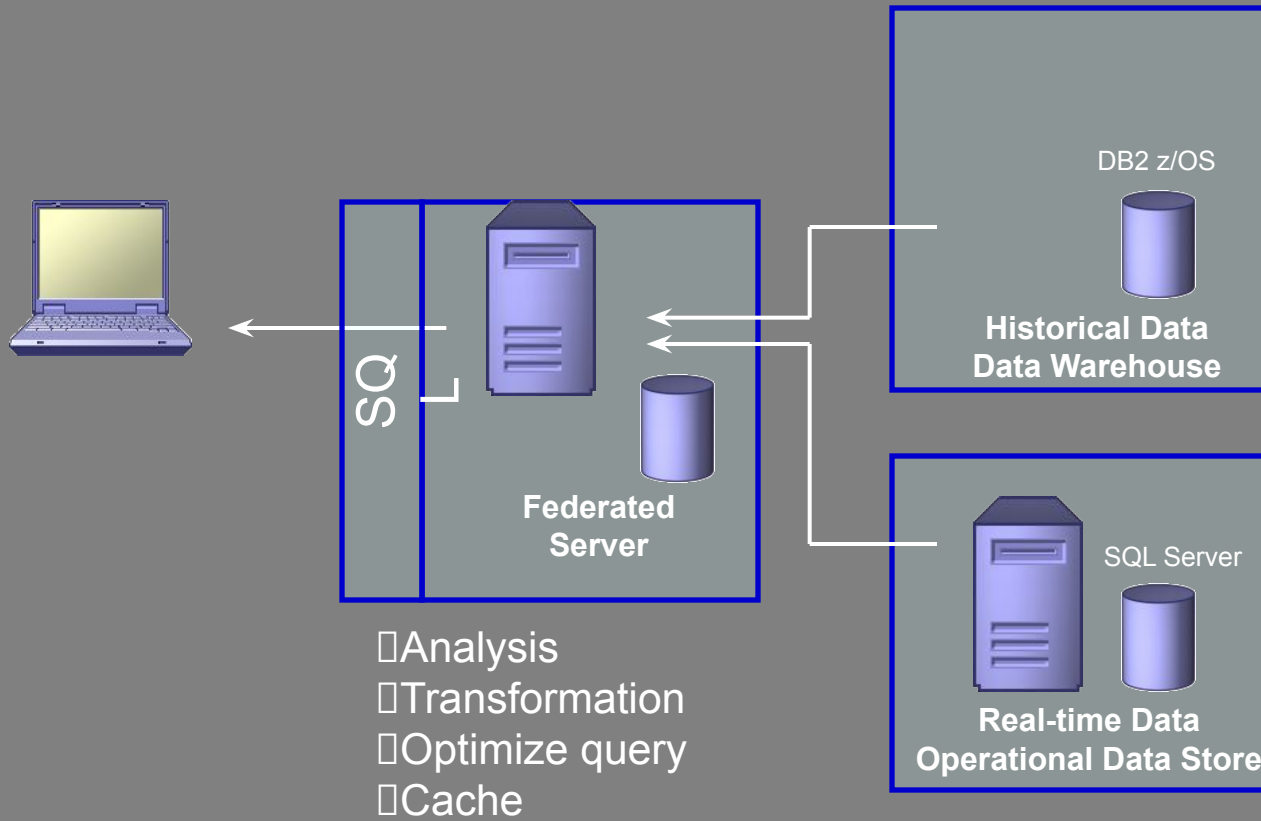 DB2 z/OS
Historical Data
Data Warehouse
SQ
L
Federated
Server
SQL Server
Real-time Data
Operational Data Store
▯Analysis
▯Transformation
▯Optimize query
▯Cache